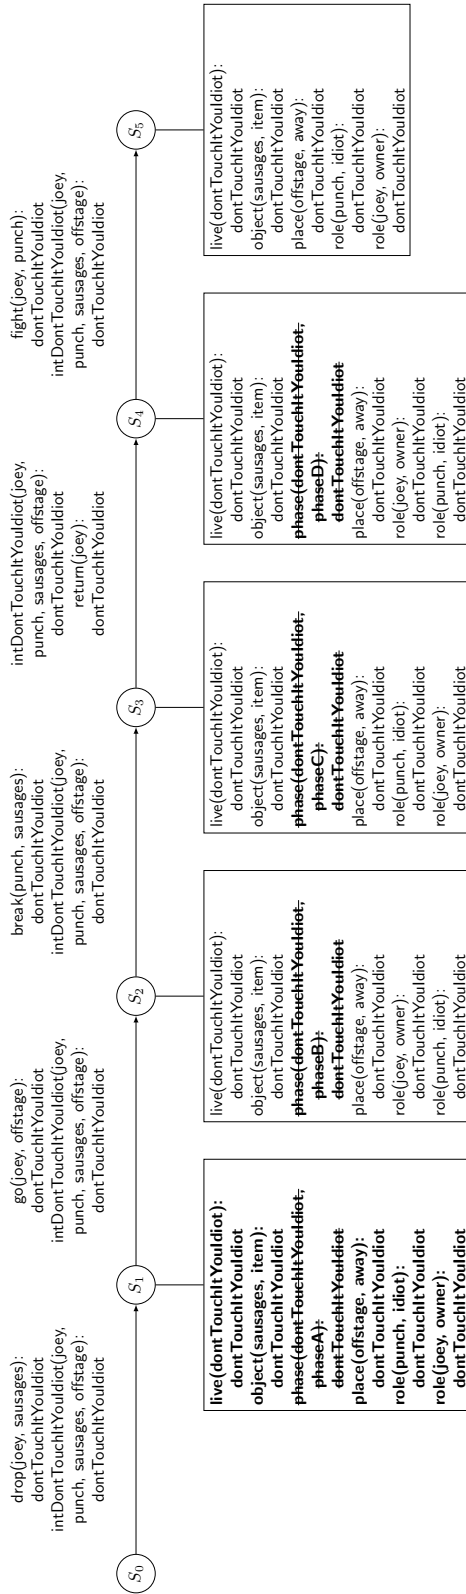 drop(joey, sausages):
dontTouchItYouIdiot
intDontTouchItYouIdiot(joey,
punch, sausages, offstage):
dontTouchItYouIdiot
go(joey, offstage):
dontTouchItYouIdiot
intDontTouchItYouIdiot(joey,
punch, sausages, offstage):
dontTouchItYouIdiot
break(punch, sausages):
dontTouchItYouIdiot
intDontTouchItYouIdiot(joey,
punch, sausages, offstage):
dontTouchItYouIdiot
intDontTouchItYouIdiot(joey,
punch, sausages, offstage):
dontTouchItYouIdiot
return(joey):
dontTouchItYouIdiot
fight(joey, punch):
dontTouchItYouIdiot
intDontTouchItYouIdiot(joey,
punch, sausages, offstage):
dontTouchItYouIdiot
S0
S1
S2
S3
S4
S5
live(dontTouchItYouIdiot):
dontTouchItYouIdiot
object(sausages, item):
dontTouchItYouIdiot
phase(dontTouchItYouIdiot,
phaseA):
dontTouchItYouIdiot
place(offstage, away):
dontTouchItYouIdiot
role(punch, idiot):
dontTouchItYouIdiot
role(joey, owner):
dontTouchItYouIdiot
live(dontTouchItYouIdiot):
dontTouchItYouIdiot
object(sausages, item):
dontTouchItYouIdiot
phase(dontTouchItYouIdiot,
phaseB):
dontTouchItYouIdiot
place(offstage, away):
dontTouchItYouIdiot
role(joey, owner):
dontTouchItYouIdiot
role(punch, idiot):
dontTouchItYouIdiot
live(dontTouchItYouIdiot):
dontTouchItYouIdiot
object(sausages, item):
dontTouchItYouIdiot
phase(dontTouchItYouIdiot,
phaseC):
dontTouchItYouIdiot
place(offstage, away):
dontTouchItYouIdiot
role(punch, idiot):
dontTouchItYouIdiot
role(joey, owner):
dontTouchItYouIdiot
live(dontTouchItYouIdiot):
dontTouchItYouIdiot
object(sausages, item):
dontTouchItYouIdiot
phase(dontTouchItYouIdiot,
phaseD):
dontTouchItYouIdiot
place(offstage, away):
dontTouchItYouIdiot
role(joey, owner):
dontTouchItYouIdiot
role(punch, idiot):
dontTouchItYouIdiot
live(dontTouchItYouIdiot):
dontTouchItYouIdiot
object(sausages, item):
dontTouchItYouIdiot
place(offstage, away):
dontTouchItYouIdiot
role(punch, idiot):
dontTouchItYouIdiot
role(joey, owner):
dontTouchItYouIdiot